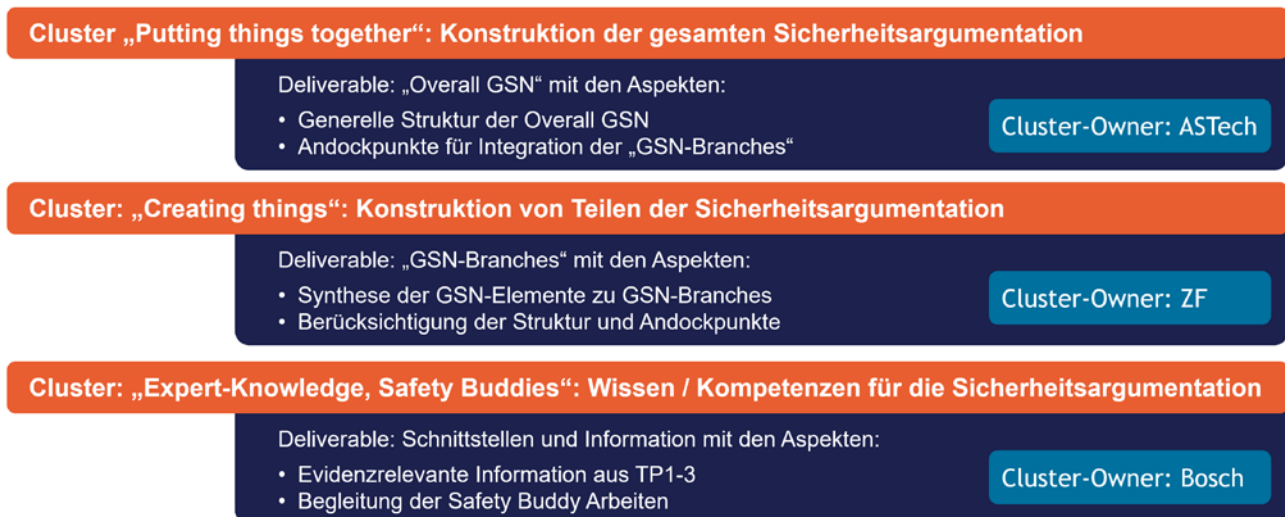 Cluster „Putting things together“: Konstruktion der gesamten Sicherheitsargumentation
Deliverable: „Overall GSN“ mit den Aspekten:
• Generelle Struktur der Overall GSN
• Andockpunkte für Integration der „GSN-Branches“
Cluster-Owner: ASTech
Cluster: „Creating things“: Konstruktion von Teilen der Sicherheitsargumentation
Deliverable: „GSN-Branches“ mit den Aspekten:
• Synthese der GSN-Elemente zu GSN-Branches
• Berücksichtigung der Struktur und Andockpunkte
Cluster-Owner: ZF
Cluster: „Expert-Knowledge, Safety Buddies“: Wissen / Kompetenzen für die Sicherheitsargumentation
Deliverable: Schnittstellen und Information mit den Aspekten:
• Evidenzrelevante Information aus TP1-3
• Begleitung der Safety Buddy Arbeiten
Cluster-Owner: Bosch